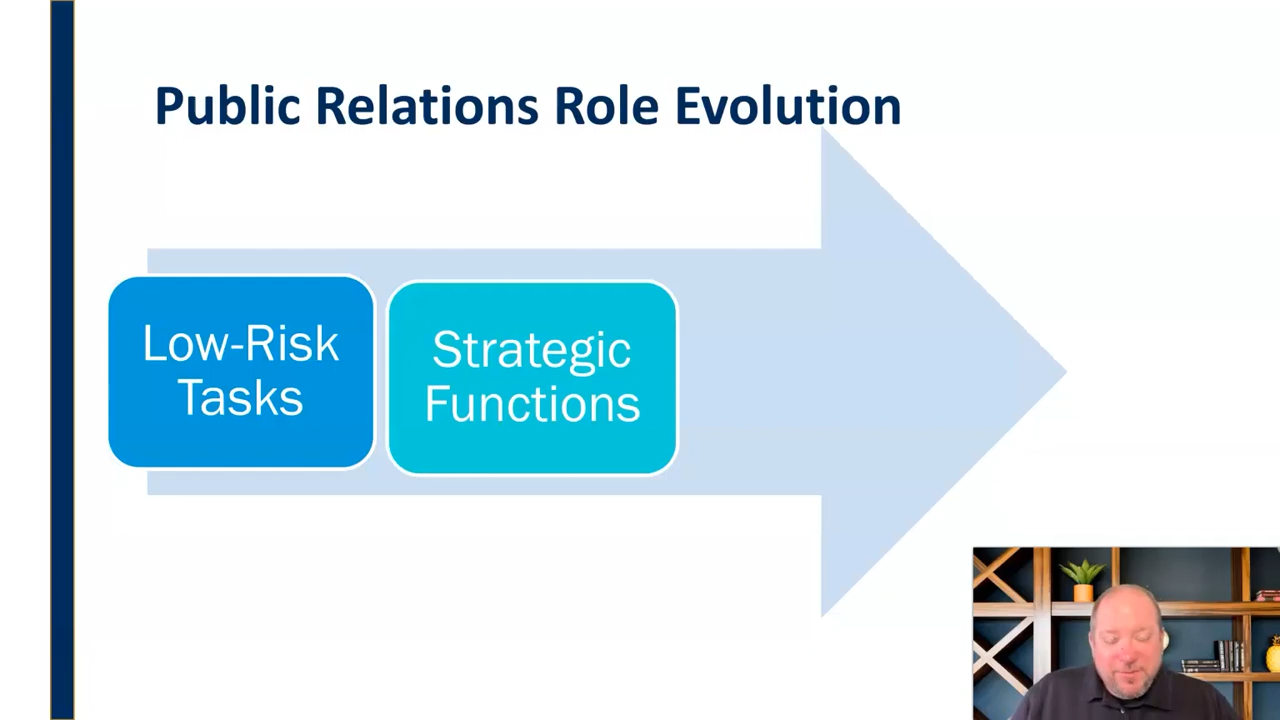 Public Relations Role Evolution
Low-Risk
Tasks
Strategic
Functions